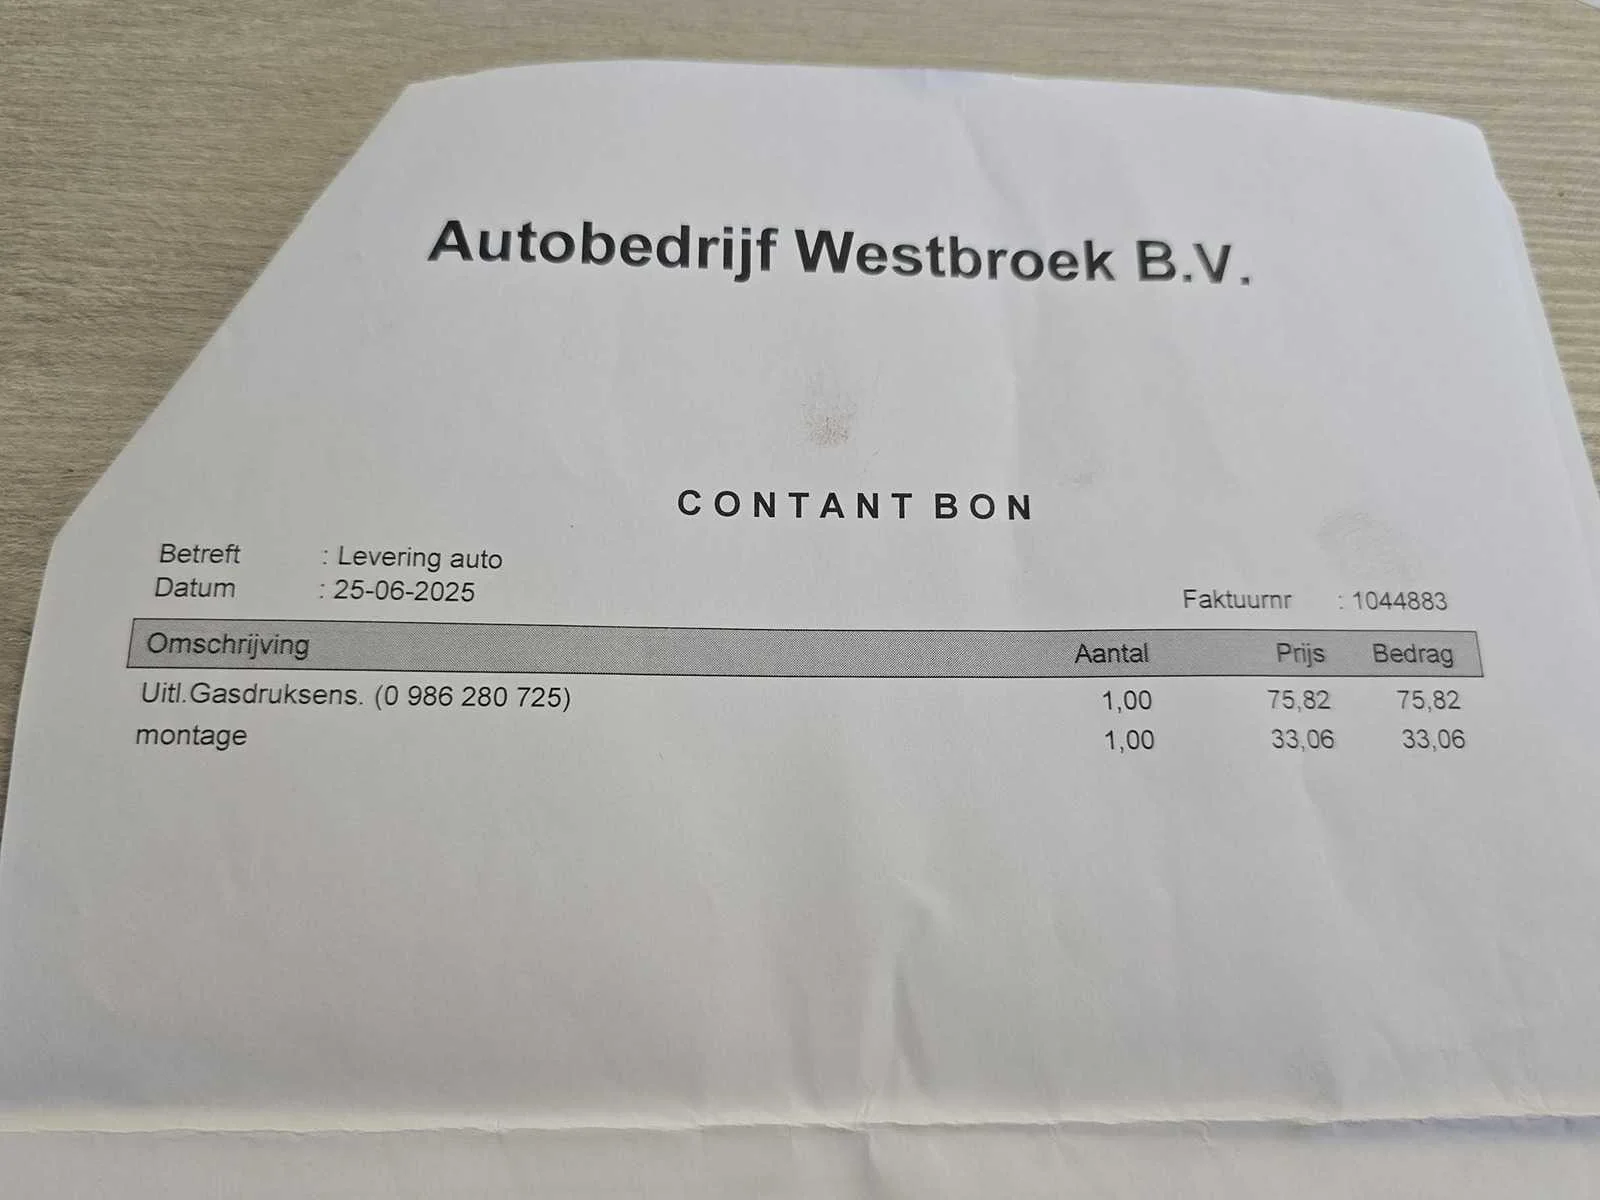 Autobedrijf Westbroek B.V.
CONTANT BON
Betreft : Levering auto
Datum : 25-06-2025
Faktuurnr : 1044883
Omschrijving Aantal Prijs Bedrag
Uitl.Gasdruksens. (0 986 280 725) 1,00 75,82 75,82
montage 1,00 33,06 33,06